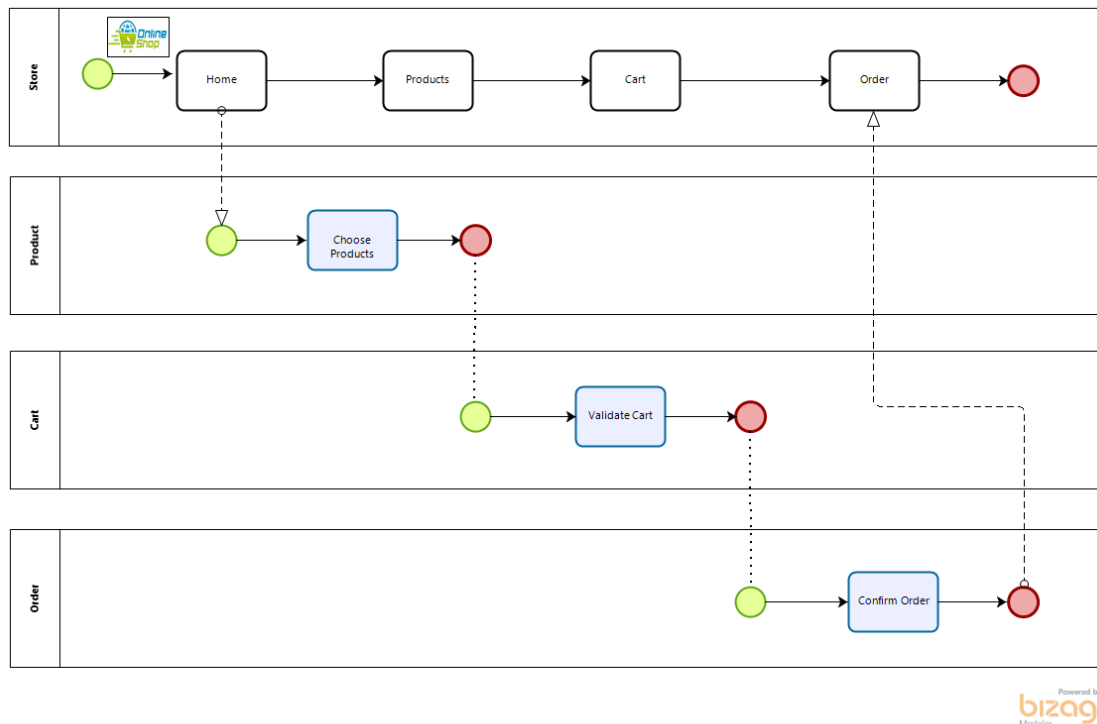 Online
Shop
Store
Home
Products
Cart
Order
Product
Choose
Products
Cart
Validate Cart
Order
Confirm Order
Powered by
bizagi
Modeler